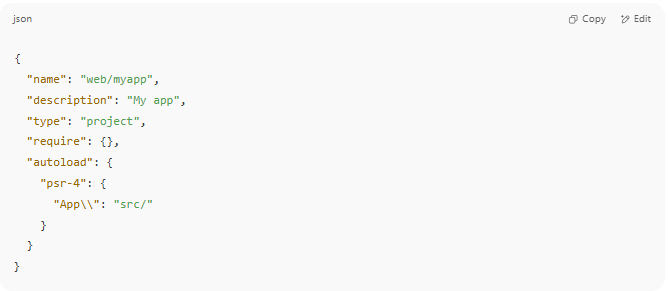 json
Copy
Edit
{
  "name": "web/myapp",
  "description": "My app",
  "type": "project",
  "require": {},
  "autoload": {
    "psr-4": {
      "App\\": "src/"
    }
  }
}